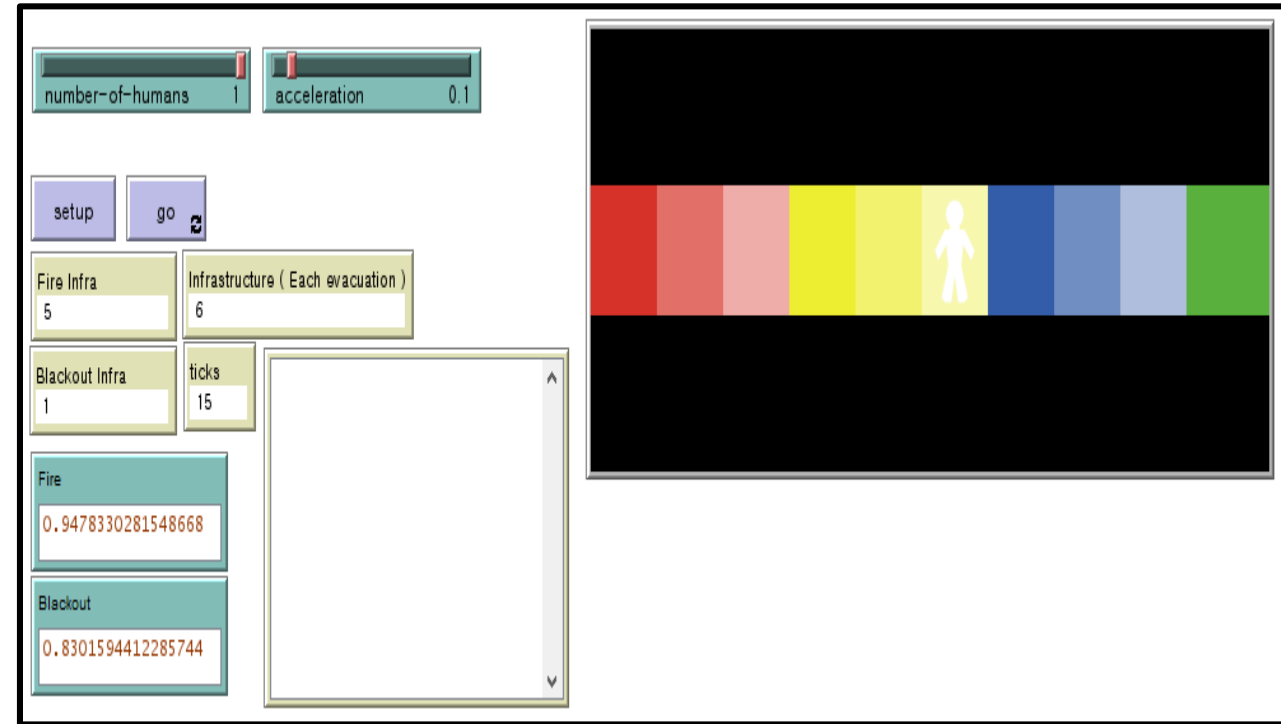 number-of-humans 1
acceleration 0.1
setup
go
Fire Infra
5
Infrastructure ( Each evacuation )
6
Blackout Infra
1
ticks
15
Fire
0.9478330281548668
Blackout
0.8301594412285744